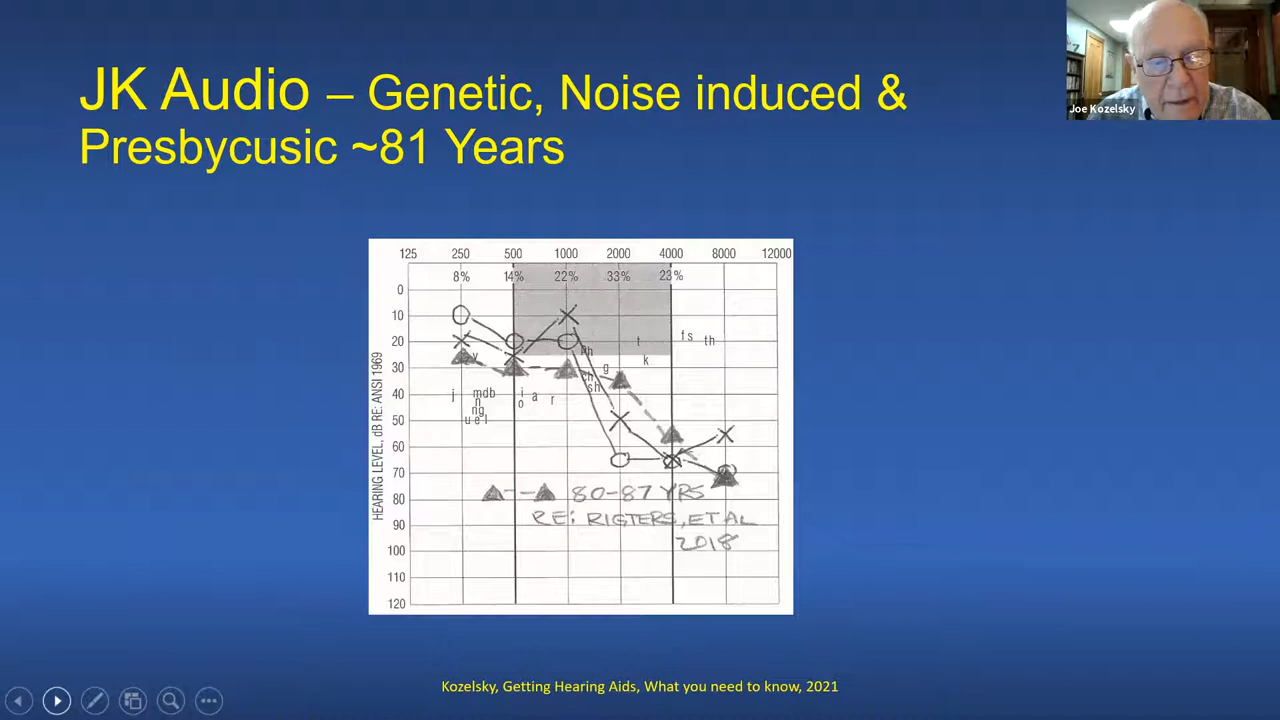 JK Audio – Genetic, Noise induced &
Presbycusic ~81 Years
Joe Kozelsky
125 250 500 1000 2000 4000 8000 12000
8% 14% 22% 33% 23%
0
10
20
30
40
50
60
70
80
90
100
110
120
HEARING LEVEL, dB RE: ANSI 1969
z v
j mdb
n
ng
u e l
i
o
a
r
ph
ch
sh
g
t
k
f s th
80-87 YRS
RE: RIGTERS, ET AL
2018
Kozelsky, Getting Hearing Aids, What you need to know, 2021